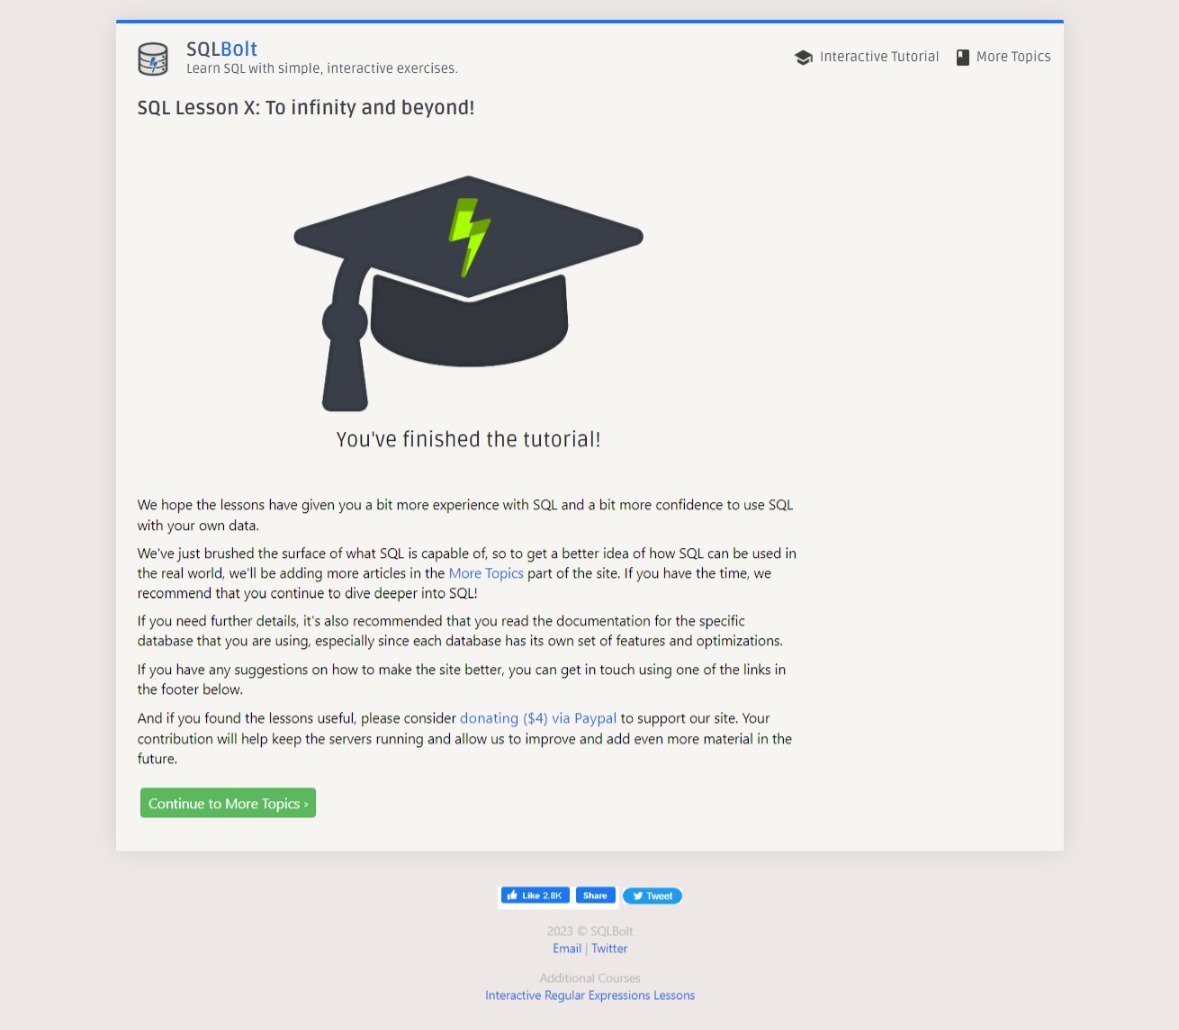 SQLBolt
Learn SQL with simple, interactive exercises.
Interactive Tutorial
More Topics
SQL Lesson X: To infinity and beyond!
You've finished the tutorial!
We hope the lessons have given you a bit more experience with SQL and a bit more confidence to use SQL
with your own data.
We've just brushed the surface of what SQL is capable of, so to get a better idea of how SQL can be used in
the real world, we'll be adding more articles in the More Topics part of the site. If you have the time, we
recommend that you continue to dive deeper into SQL!
If you need further details, it's also recommended that you read the documentation for the specific
database that you are using, especially since each database has its own set of features and optimizations.
If you have any suggestions on how to make the site better, you can get in touch using one of the links in
the footer below.
And if you found the lessons useful, please consider donating ($4) via Paypal to support our site. Your
contribution will help keep the servers running and allow us to improve and add even more material in the
future.
Continue to More Topics ›
Like 2.8K Share Tweet
2023 © SQLBolt
Email | Twitter
Additional Courses
Interactive Regular Expressions Lessons